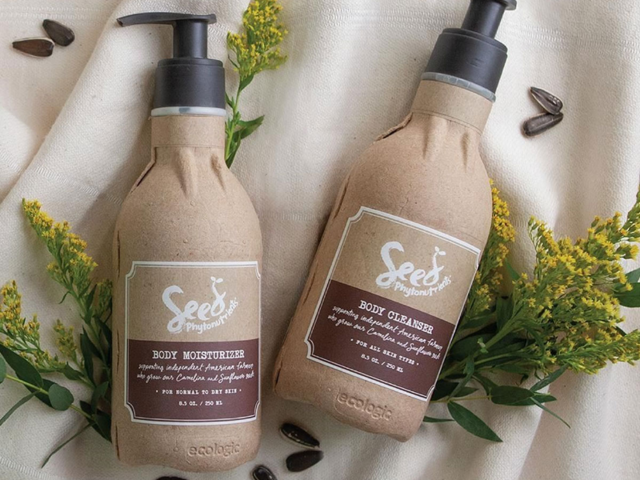 Seed
Phytonutrients
BODY MOISTURIZER
supporting independent American farmers
who grow our Camelina and Sunflower seeds
• FOR NORMAL TO DRY SKIN •
8.5 OZ. / 250 ML
ecologic
Seed
Phytonutrients
BODY CLEANSER
supporting independent American farmers
who grow our Camelina and Sunflower seeds
• FOR ALL SKIN TYPES •
8.5 OZ. / 250 ML
ecologic